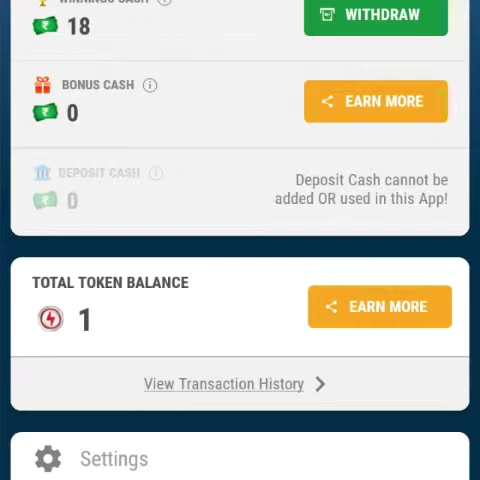 WINNINGS CASH
WITHDRAW
18
BONUS CASH
0
EARN MORE
DEPOSIT CASH
0
Deposit Cash cannot be
added OR used in this App!
TOTAL TOKEN BALANCE
1
EARN MORE
View Transaction History
Settings